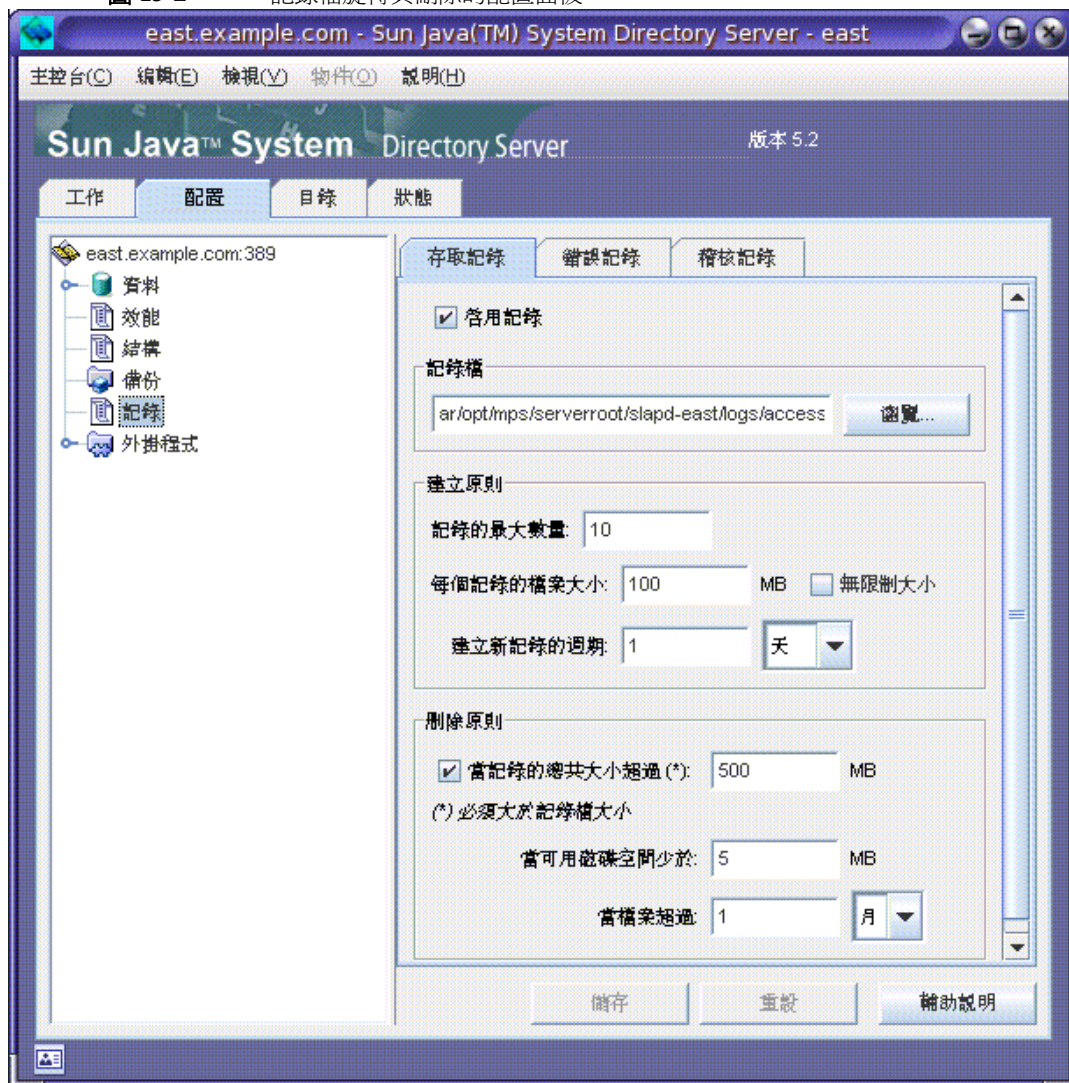 east.example.com - Sun Java(TM) System Directory Server - east
主控台(C) 編輯(E) 檢視(V) 物件(O) 說明(H)
Sun Java™ System Directory Server 版本 5.2
工作 配置 目錄 狀態
east.example.com:389
資料
效能
結構
備份
記錄
外掛程式
存取記錄 錯誤記錄 稽核記錄
啓用記錄
記錄檔
ar/opt/mps/serverroot/slapd-east/logs/access 瀏覽...
建立原則
記錄的最大數量: 10
每個記錄的檔案大小: 100 MB 無限制大小
建立新記錄的週期: 1 天
刪除原則
當記錄的總共大小超過 (*): 500 MB
(*) 必須大於記錄檔大小
當可用磁碟空間少於: 5 MB
當檔案超過: 1 月
儲存 重設 輔助說明